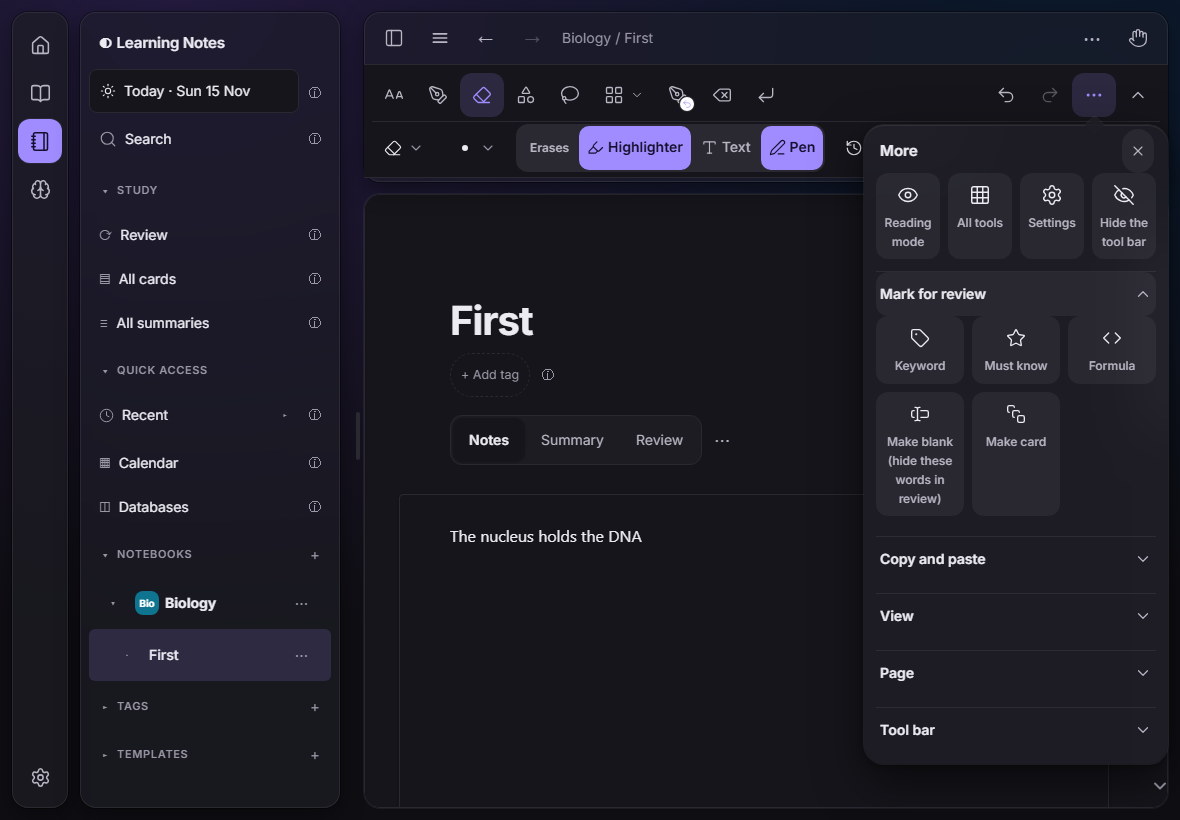 Learning Notes
Today · Sun 15 Nov
Search
STUDY
Review
All cards
All summaries
QUICK ACCESS
Recent
Calendar
Databases
NOTEBOOKS
Bio Biology
First
TAGS
TEMPLATES
Biology / First
AA
Erases Highlighter Text Pen
First
+ Add tag
Notes Summary Review
The nucleus holds the DNA
More
Reading mode
All tools
Settings
Hide the tool bar
Mark for review
Keyword
Must know
Formula
Make blank (hide these words in review)
Make card
Copy and paste
View
Page
Tool bar